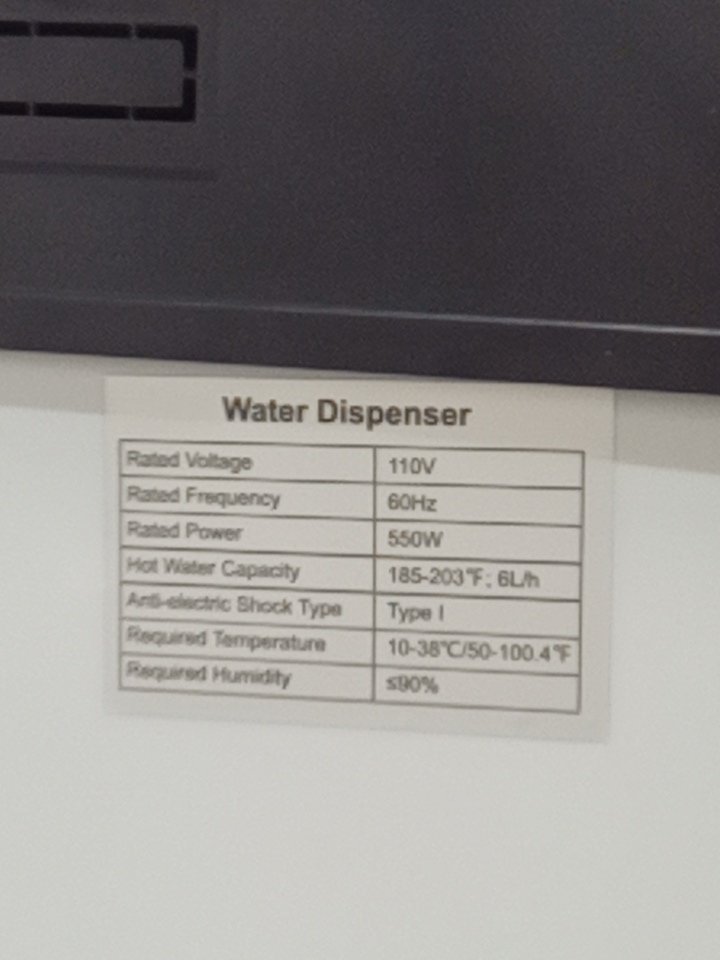 Water Dispenser
Rated Voltage 110V
Rated Frequency 60Hz
Rated Power 550W
Hot Water Capacity 185-203℉; 6L/h
Anti-electric Shock Type Type I
Required Temperature 10-38℃/50-100.4℉
Required Humidity ≤90%